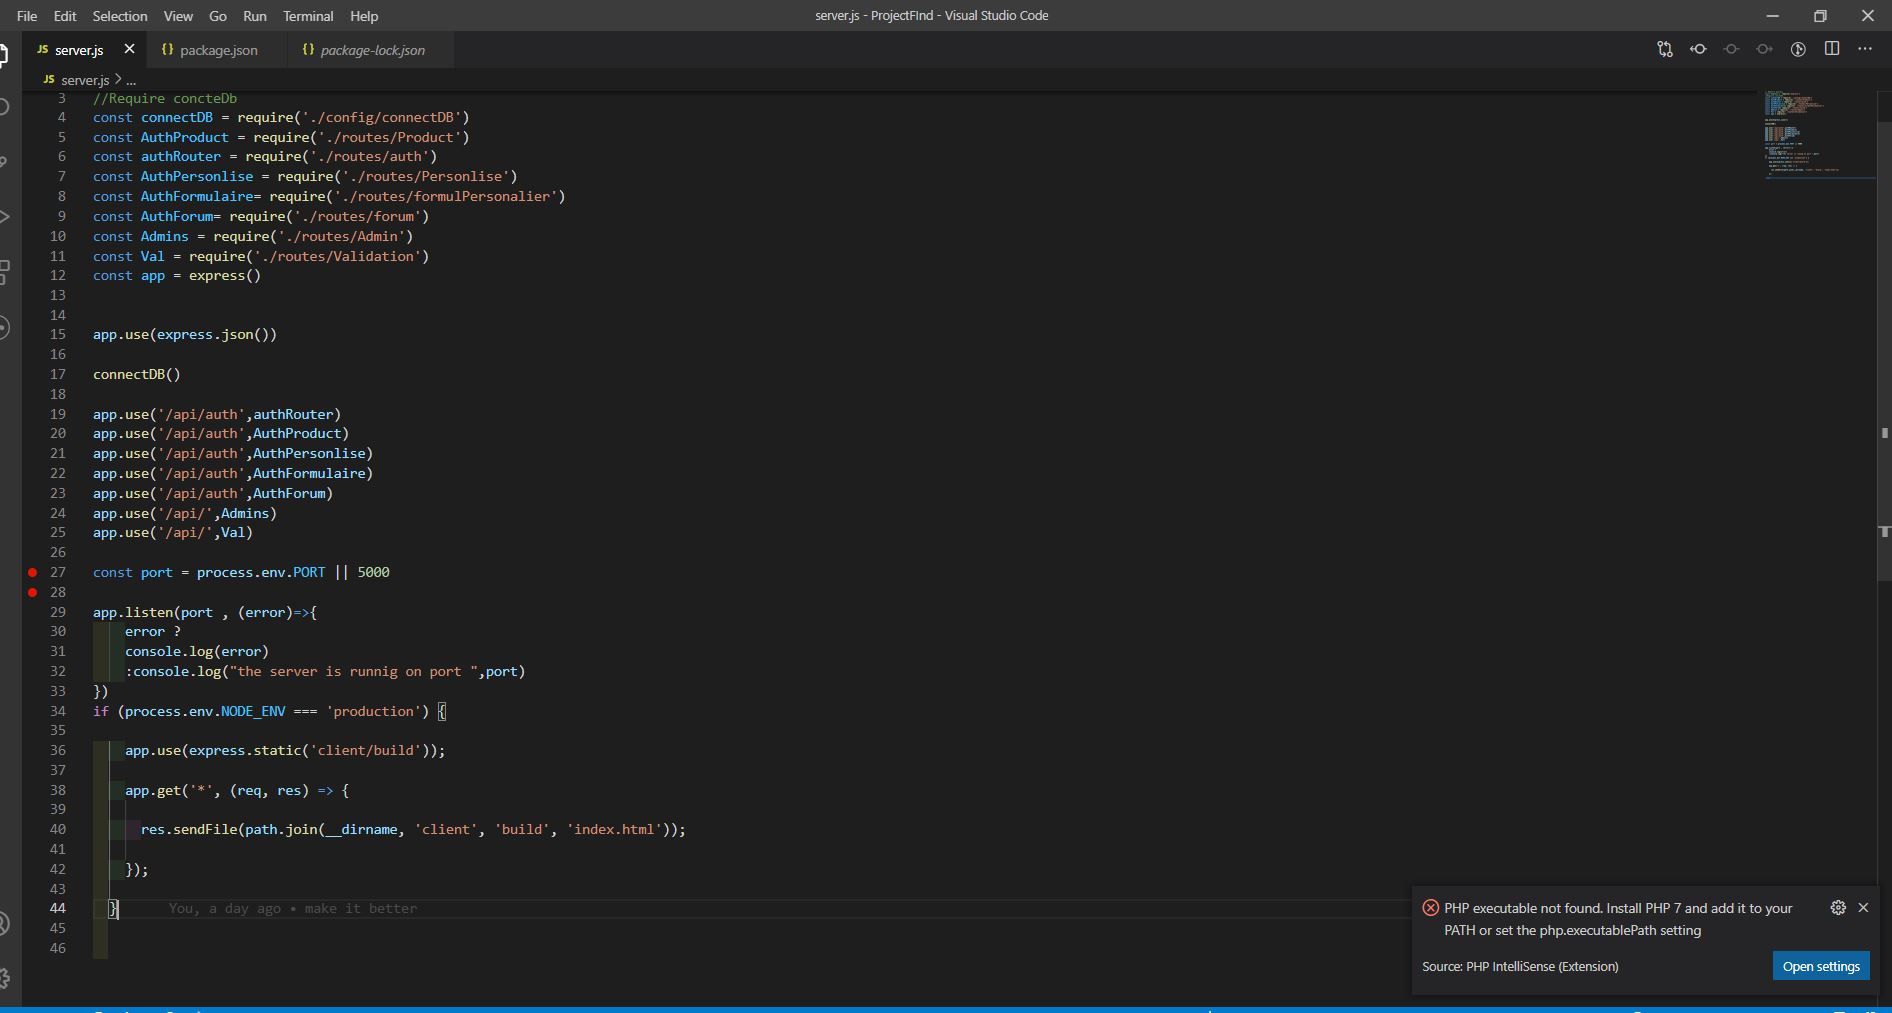 File Edit Selection View Go Run Terminal Help
server.js - ProjectFInd - Visual Studio Code
JS server.js
{} package.json
{} package-lock.json
JS server.js > ...
3 //Require concteDb
4 const connectDB = require('./config/connectDB')
5 const AuthProduct = require('./routes/Product')
6 const authRouter = require('./routes/auth')
7 const AuthPersonlise = require('./routes/Personlise')
8 const AuthFormulaire= require('./routes/formulPersonalier')
9 const AuthForum= require('./routes/forum')
10 const Admins = require('./routes/Admin')
11 const Val = require('./routes/Validation')
12 const app = express()
13
14
15 app.use(express.json())
16
17 connectDB()
18
19 app.use('/api/auth',authRouter)
20 app.use('/api/auth',AuthProduct)
21 app.use('/api/auth',AuthPersonlise)
22 app.use('/api/auth',AuthFormulaire)
23 app.use('/api/auth',AuthForum)
24 app.use('/api/',Admins)
25 app.use('/api/',Val)
26
27 const port = process.env.PORT || 5000
28
29 app.listen(port , (error)=>{
30 error ?
31 console.log(error)
32 :console.log("the server is runnig on port ",port)
33 })
34 if (process.env.NODE_ENV === 'production') {
35
36 app.use(express.static('client/build'));
37
38 app.get('*', (req, res) => {
39
40 res.sendFile(path.join(__dirname, 'client', 'build', 'index.html'));
41
42 });
43
44 } You, a day ago • make it better
45
46
PHP executable not found. Install PHP 7 and add it to your
PATH or set the php.executablePath setting
Source: PHP IntelliSense (Extension)
Open settings